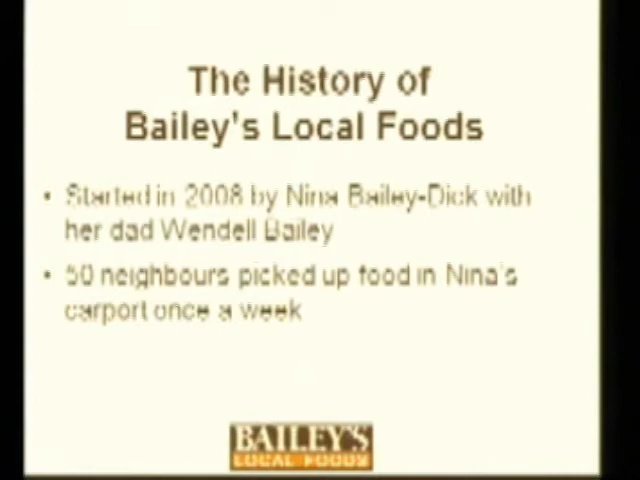 The History of
Bailey's Local Foods
• Started in 2008 by Nina Bailey-Dick with
her dad Wendell Bailey
• 50 neighbours picked up food in Nina's
carport once a week
BAILEY'S
LOCAL FOODS